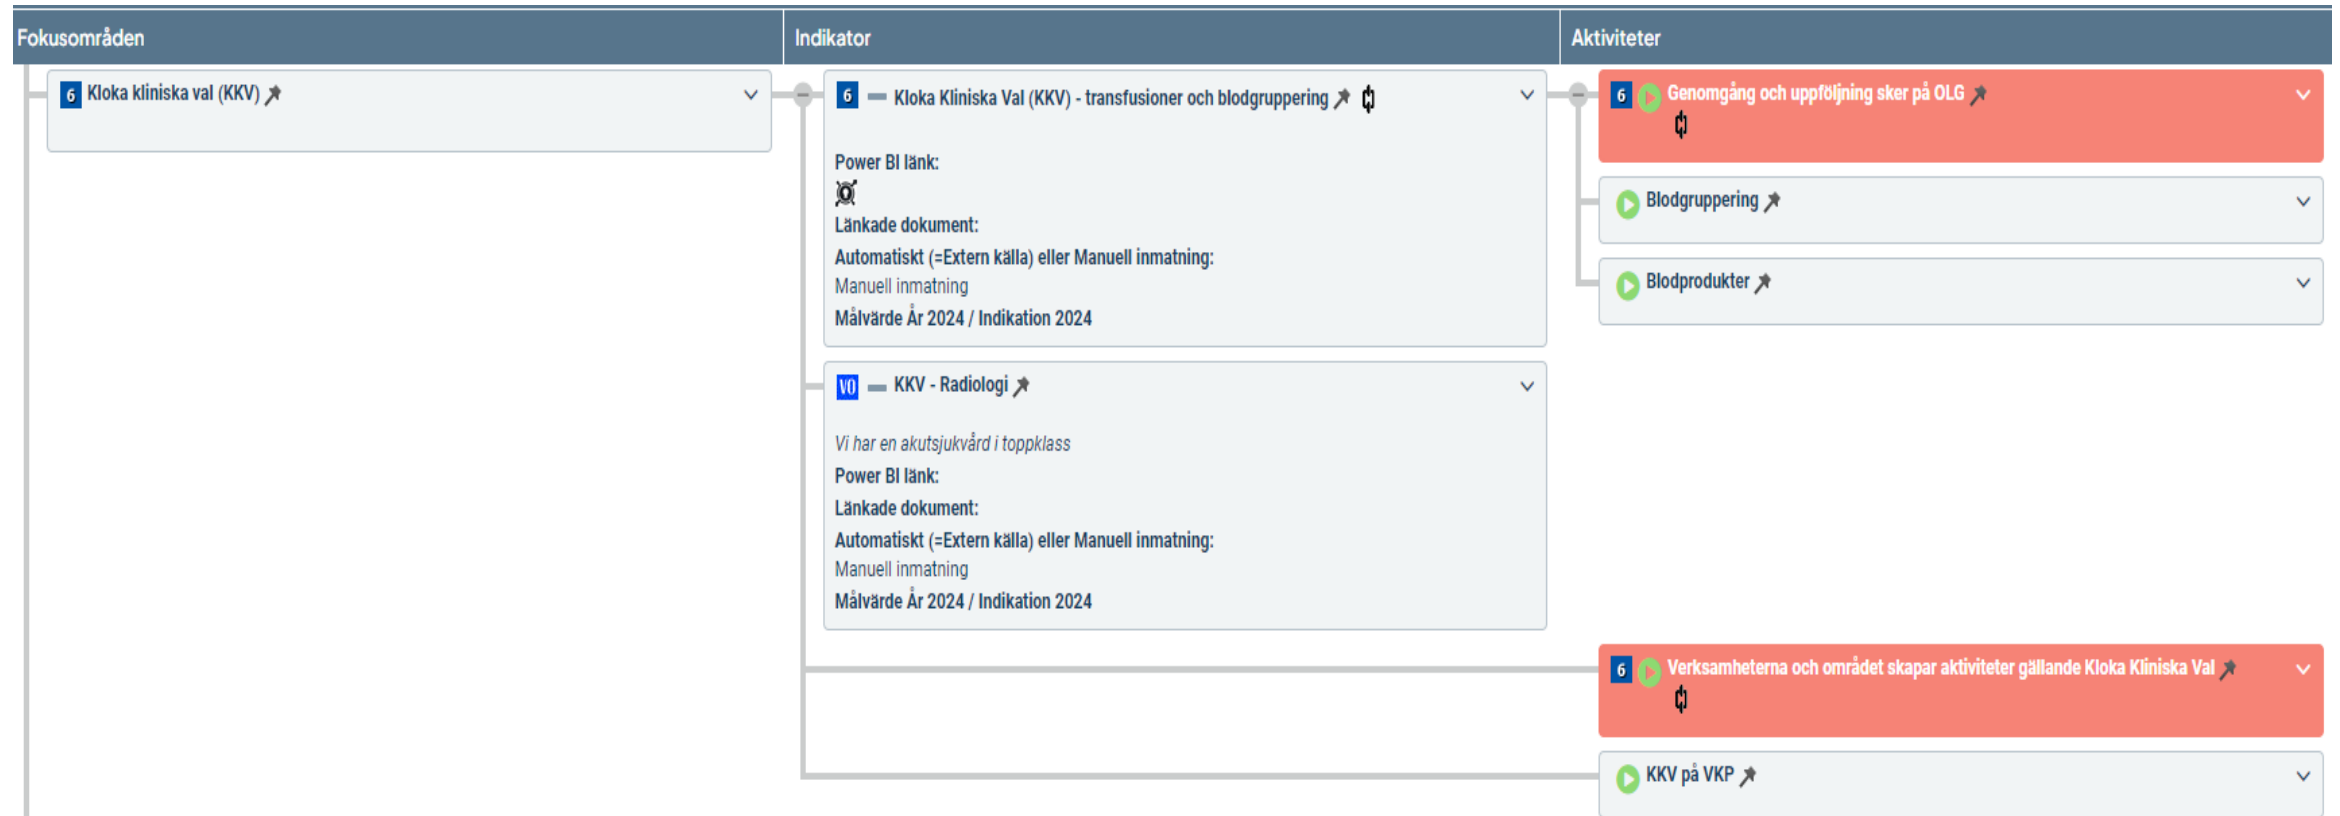 Fokusområden
Indikator
Aktiviteter
6 Kloka kliniska val (KKV)
6 Kloka Kliniska Val (KKV) - transfusioner och blodgruppering
Power BI länk:
Länkade dokument:
Automatiskt (=Extern källa) eller Manuell inmatning:
Manuell inmatning
Målvärde År 2024 / Indikation 2024
6 Genomgång och uppföljning sker på OLG
Blodgruppering
Blodprodukter
VO KKV - Radiologi
Vi har en akutsjukvård i toppklass
Power BI länk:
Länkade dokument:
Automatiskt (=Extern källa) eller Manuell inmatning:
Manuell inmatning
Målvärde År 2024 / Indikation 2024
6 Verksamheterna och området skapar aktiviteter gällande Kloka Kliniska Val
KKV på VKP